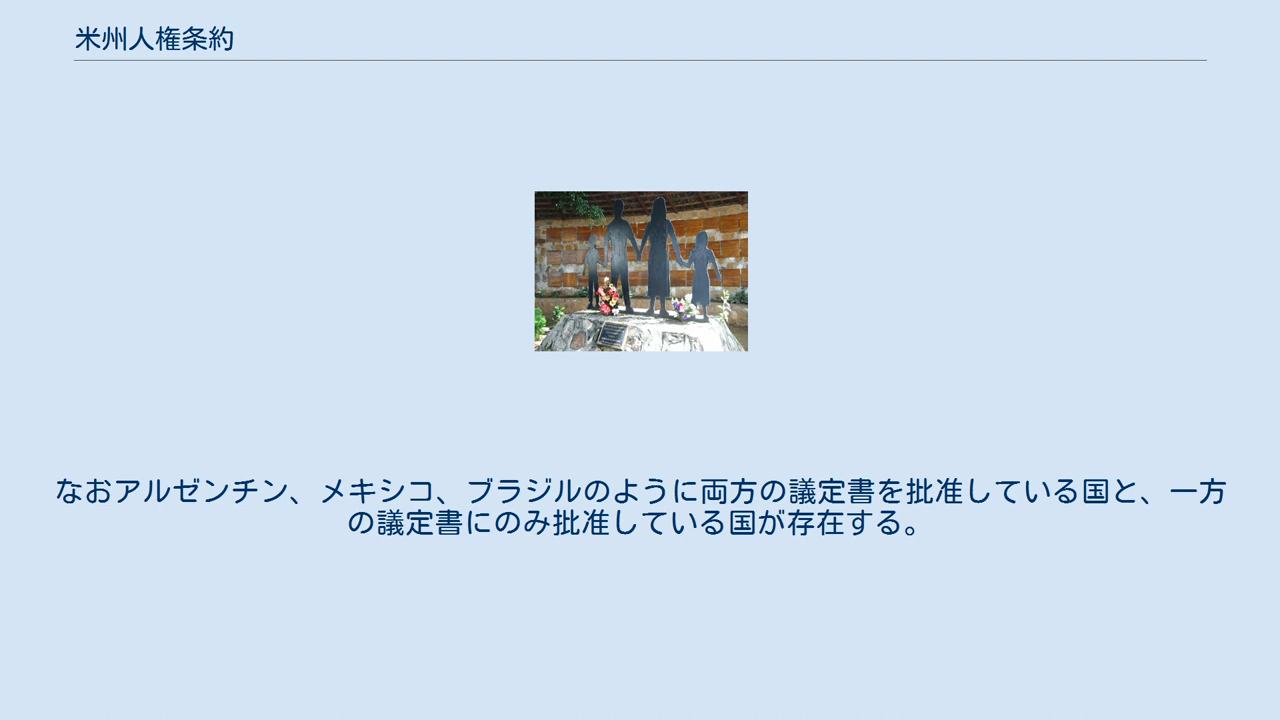 米州人権条約
なおアルゼンチン、メキシコ、ブラジルのように両方の議定書を批准している国と、一方
の議定書にのみ批准している国が存在する。